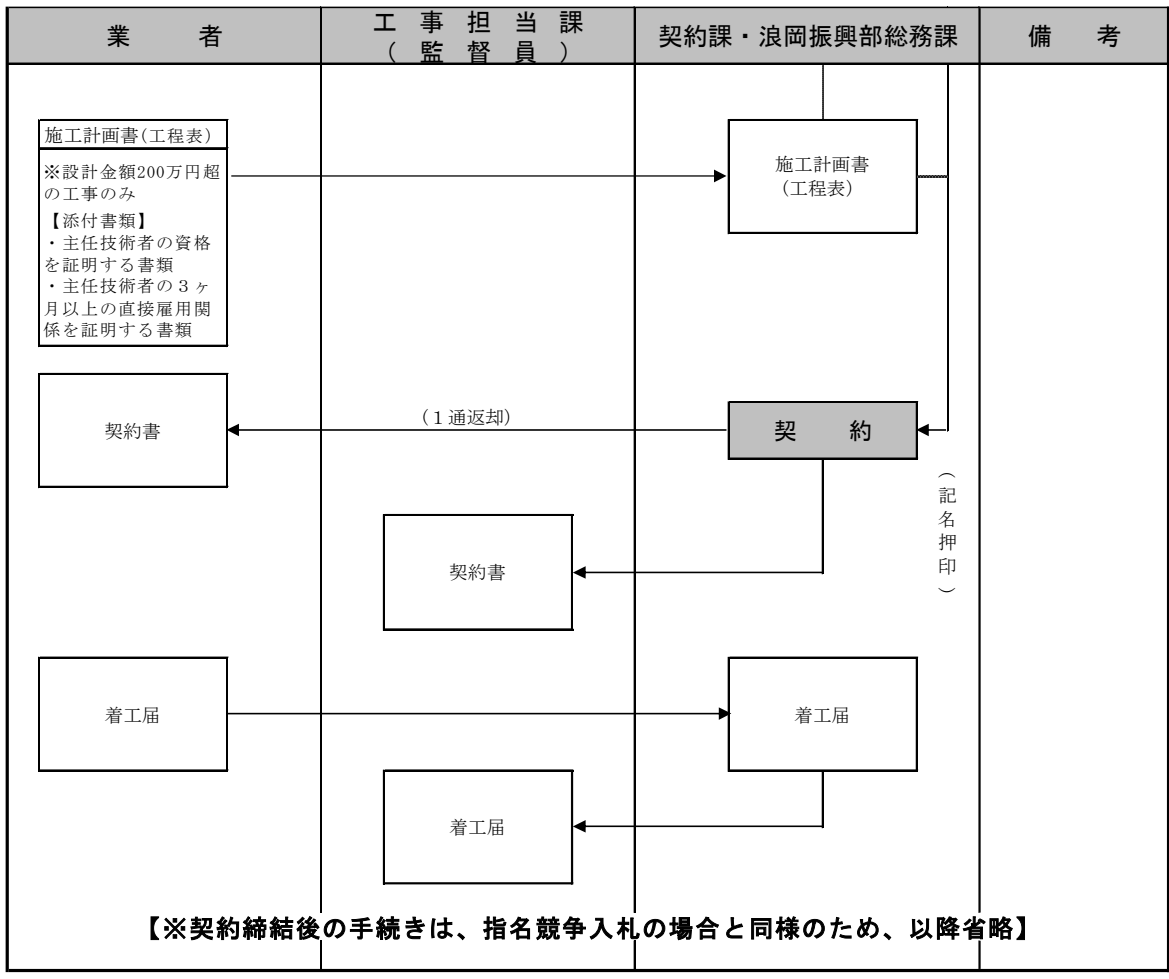 業　者
工事担当課
（監督員）
契約課・浪岡振興部総務課
備　考
施工計画書(工程表)
※設計金額200万円超
の工事のみ
【添付書類】
・主任技術者の資格
を証明する書類
・主任技術者の３ヶ
月以上の直接雇用関
係を証明する書類
施工計画書
(工程表)
契約書
（１通返却）
契　約
（記名押印）
契約書
着工届
着工届
着工届
【※契約締結後の手続きは、指名競争入札の場合と同様のため、以降省略】